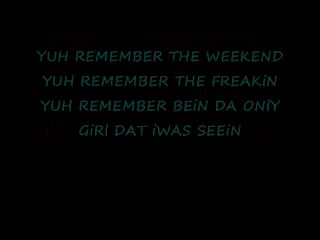 YUH REMEMBER THE WEEKEND
YUH REMEMBER THE FREAKiN
YUH REMEMBER BEiN DA ONlY
GiRl DAT iWAS SEEiN